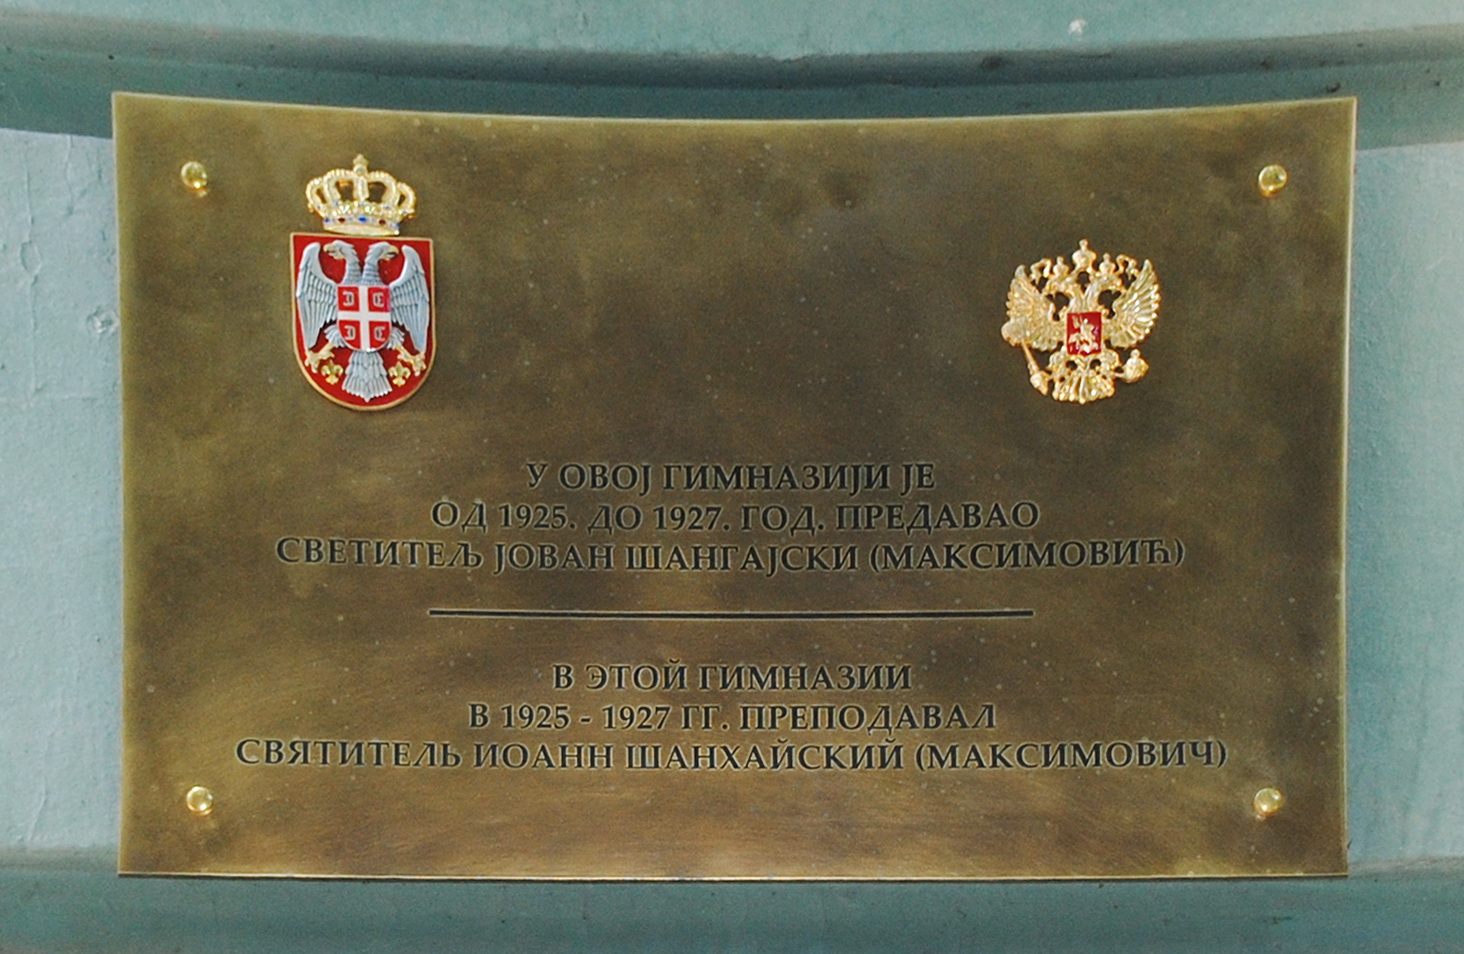 У ОВОЈ ГИМНАЗИЈИ ЈЕ
ОД 1925. ДО 1927. ГОД. ПРЕДАВАО
СВЕТИТЕЉ ЈОВАН ШАНГАЈСКИ (МАКСИМОВИЋ)
В ЭТОЙ ГИМНАЗИИ
В 1925 - 1927 ГГ. ПРЕПОДАВАЛ
СВЯТИТЕЛЬ ИОАНН ШАНХАЙСКИЙ (МАКСИМОВИЧ)